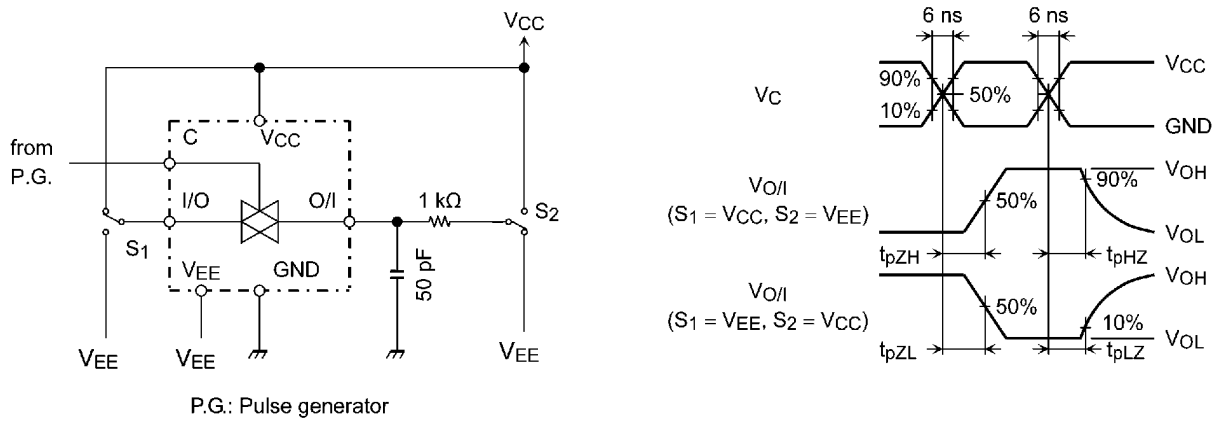 VCC
from
P.G.
C
VCC
I/O
O/I
1 kΩ
S1
S2
VEE
GND
50 pF
VEE
VEE
VEE
P.G.: Pulse generator
6 ns
6 ns
VC
90%
10%
50%
VCC
GND
VO/I
(S1 = VCC, S2 = VEE)
50%
90%
VOH
VOL
tpZH
tpHZ
VO/I
(S1 = VEE, S2 = VCC)
50%
10%
VOH
VOL
tpZL
tpLZ